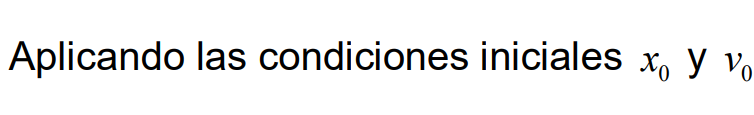 Aplicando las condiciones iniciales x₀ y v₀